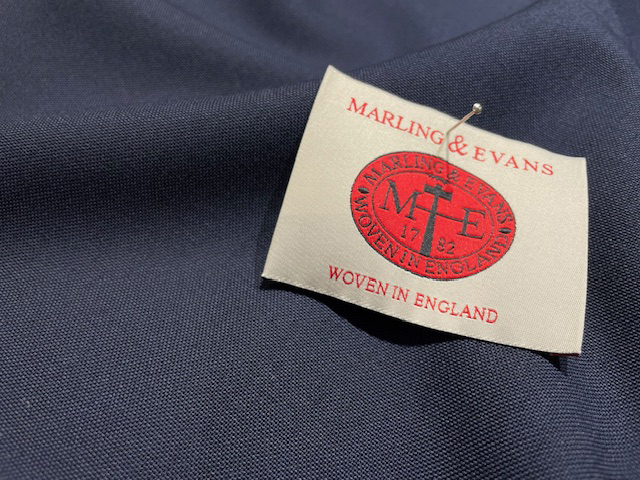 MARLING & EVANS
MARLING & EVANS
M E
17 82
WOVEN IN ENGLAND
WOVEN IN ENGLAND